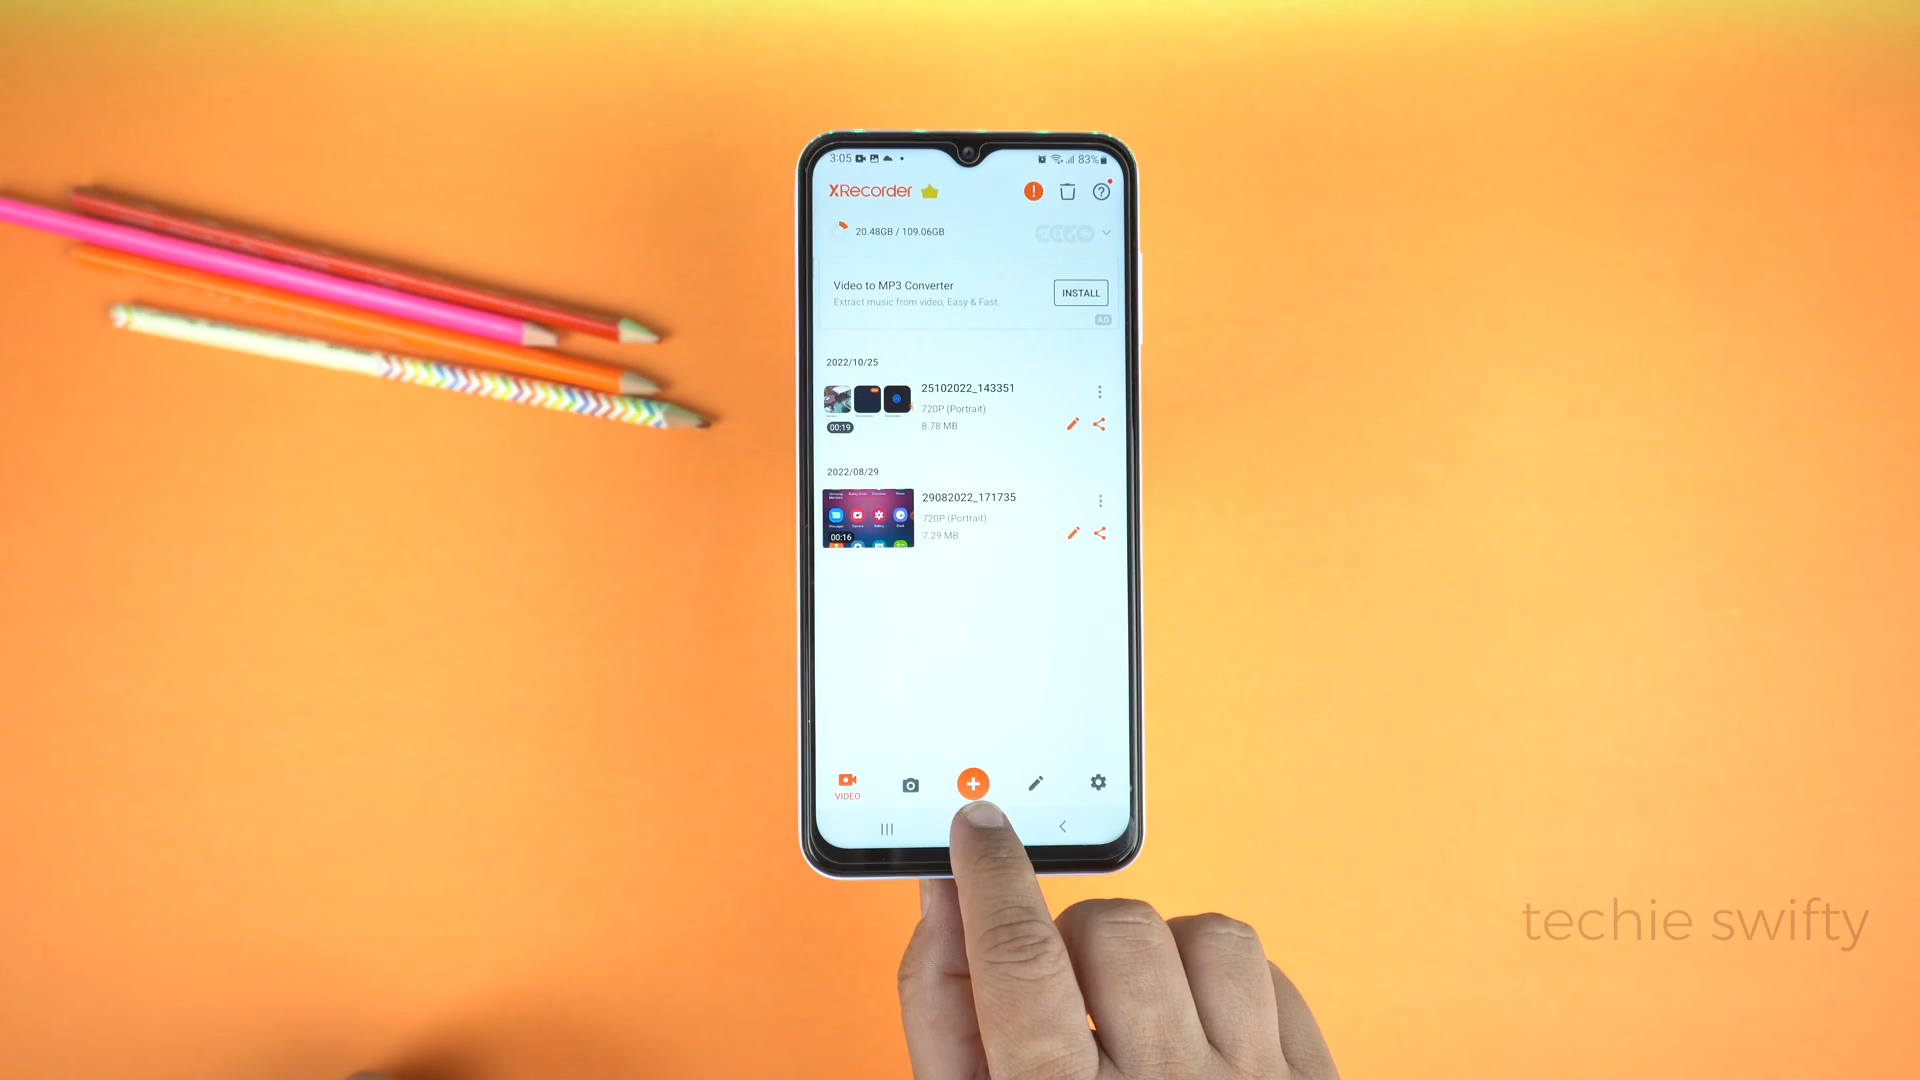 3:05 83%
XRecorder
20.48GB / 109.06GB
Video to MP3 Converter
Extract music from video, Easy & Fast.
INSTALL
AD
2022/10/25
25102022_143351
720P (Portrait)
8.78 MB
00:19
2022/08/29
29082022_171735
720P (Portrait)
7.29 MB
00:16
VIDEO
techie swifty